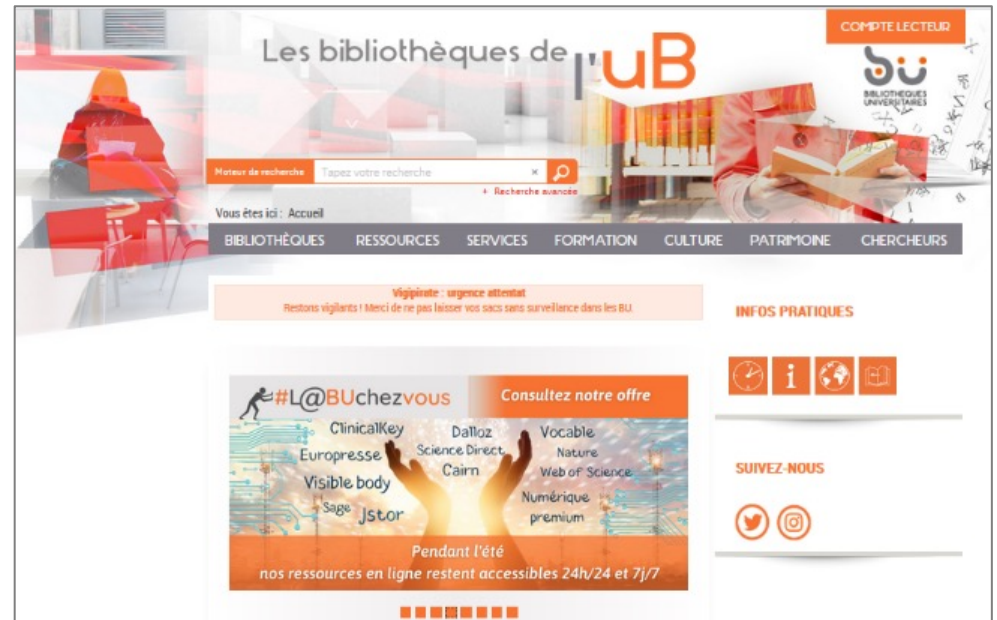 COMPTE LECTEUR
Les bibliothèques de l'uB
bu
BIBLIOTHEQUES
UNIVERSITAIRES
Moteur de recherche Tapez votre recherche ×
+ Recherche avancée
Vous êtes ici : Accueil
BIBLIOTHÈQUES RESSOURCES SERVICES FORMATION CULTURE PATRIMOINE CHERCHEURS
Vigipirate : urgence attentat
Restons vigilants ! Merci de ne pas laisser vos sacs sans surveillance dans les BU.
INFOS PRATIQUES
i
#L@BUchezvous
Consultez notre offre
ClinicalKey
Dalloz
Vocable
Europresse
Science Direct
Nature
Cairn
Web of Science
Visible body
Numérique
premium
Sage
Jstor
Pendant l'été
nos ressources en ligne restent accessibles 24h/24 et 7j/7
SUIVEZ-NOUS